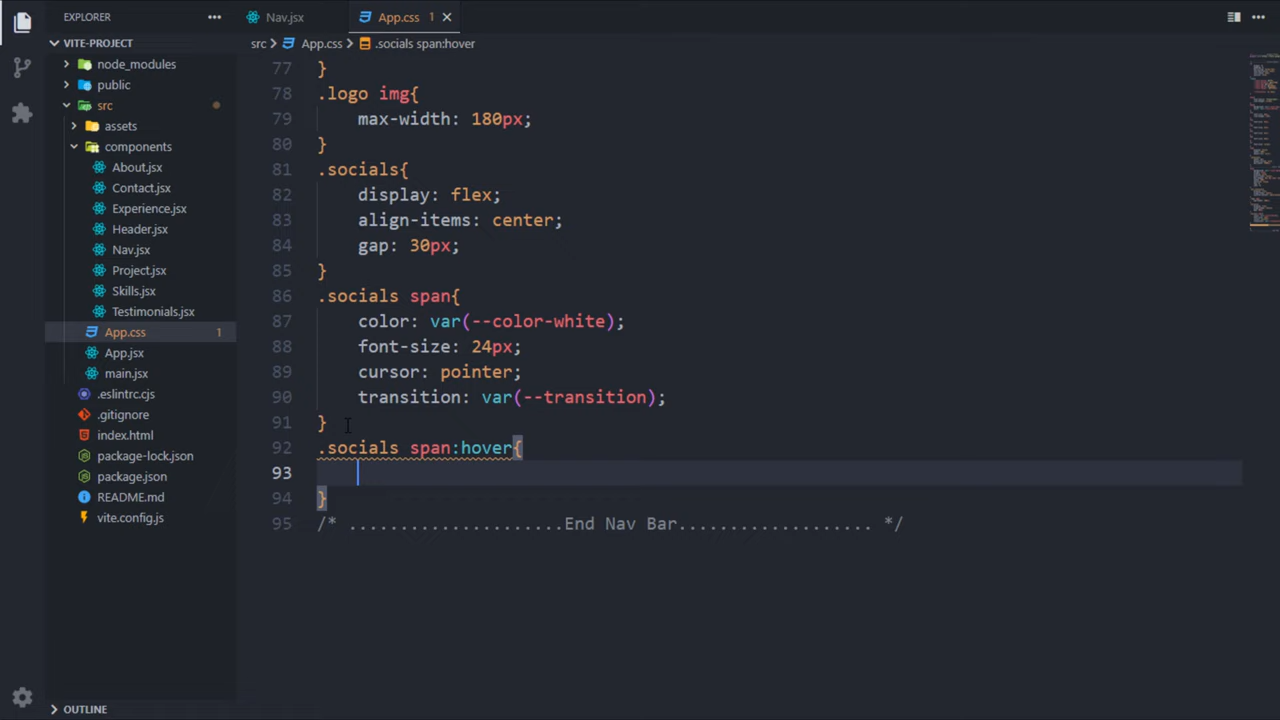 EXPLORER
Nav.jsx
App.css 1
VITE-PROJECT
src > App.css > .socials span:hover
node_modules
public
src
assets
components
About.jsx
Contact.jsx
Experience.jsx
Header.jsx
Nav.jsx
Project.jsx
Skills.jsx
Testimonials.jsx
App.css 1
App.jsx
main.jsx
.eslintrc.cjs
.gitignore
index.html
package-lock.json
package.json
README.md
vite.config.js
OUTLINE
77 }
78 .logo img{
79 max-width: 180px;
80 }
81 .socials{
82 display: flex;
83 align-items: center;
84 gap: 30px;
85 }
86 .socials span{
87 color: var(--color-white);
88 font-size: 24px;
89 cursor: pointer;
90 transition: var(--transition);
91 }
92 .socials span:hover{
93
94 }
95 /* .....................End Nav Bar................... */